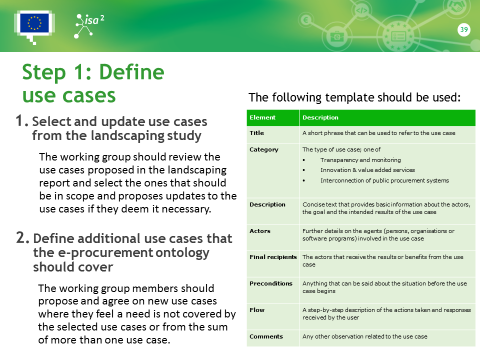 isa²
39
Step 1: Define
use cases
1. Select and update use cases
from the landscaping study
The working group should review the
use cases proposed in the landscaping
report and select the ones that should
be in scope and proposes updates to the
use cases if they deem it necessary.
2. Define additional use cases that
the e-procurement ontology
should cover
The working group members should
propose and agree on new use cases
where they feel a need is not covered by
the selected use cases or from the sum
of more than one use case.
The following template should be used:
Element Description
Title A short phrase that can be used to refer to the use case
Category The type of use case; one of
• Transparency and monitoring
• Innovation & value added services
• Interconnection of public procurement systems
Description Concise text that provides basic information about the actors,
the goal and the intended results of the use case
Actors Further details on the agents (persons, organisations or
software programs) involved in the use case
Final recipients The actors that receive the results or benefits from the use
case
Preconditions Anything that can be said about the situation before the use
case begins
Flow A step-by-step description of the actions taken and responses
received by the user
Comments Any other observation related to the use case